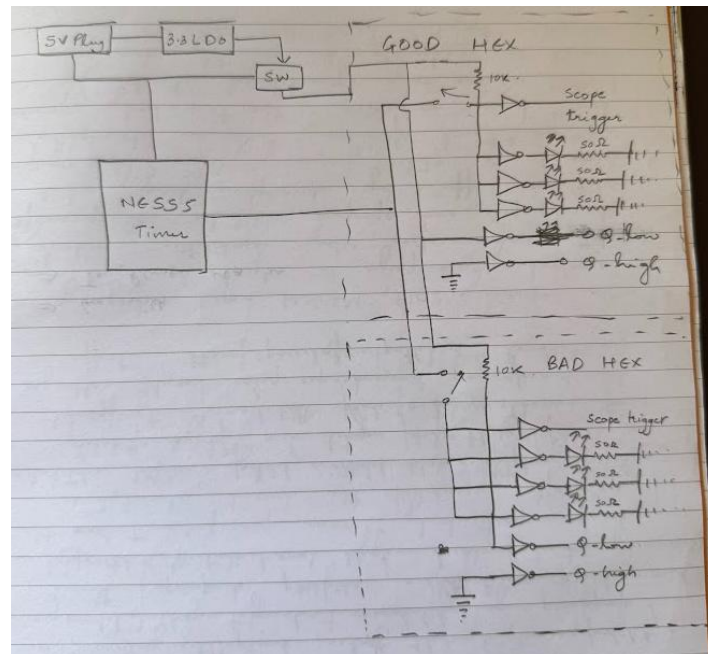 5V Plug
3.3 LDO
SW
NE555
Timer
GOOD HEX
10K
Scope
trigger
50Ω
50Ω
50Ω
Q-low
Q-high
BAD HEX
10K
Scope trigger
50Ω
50Ω
50Ω
Q-low
Q-high